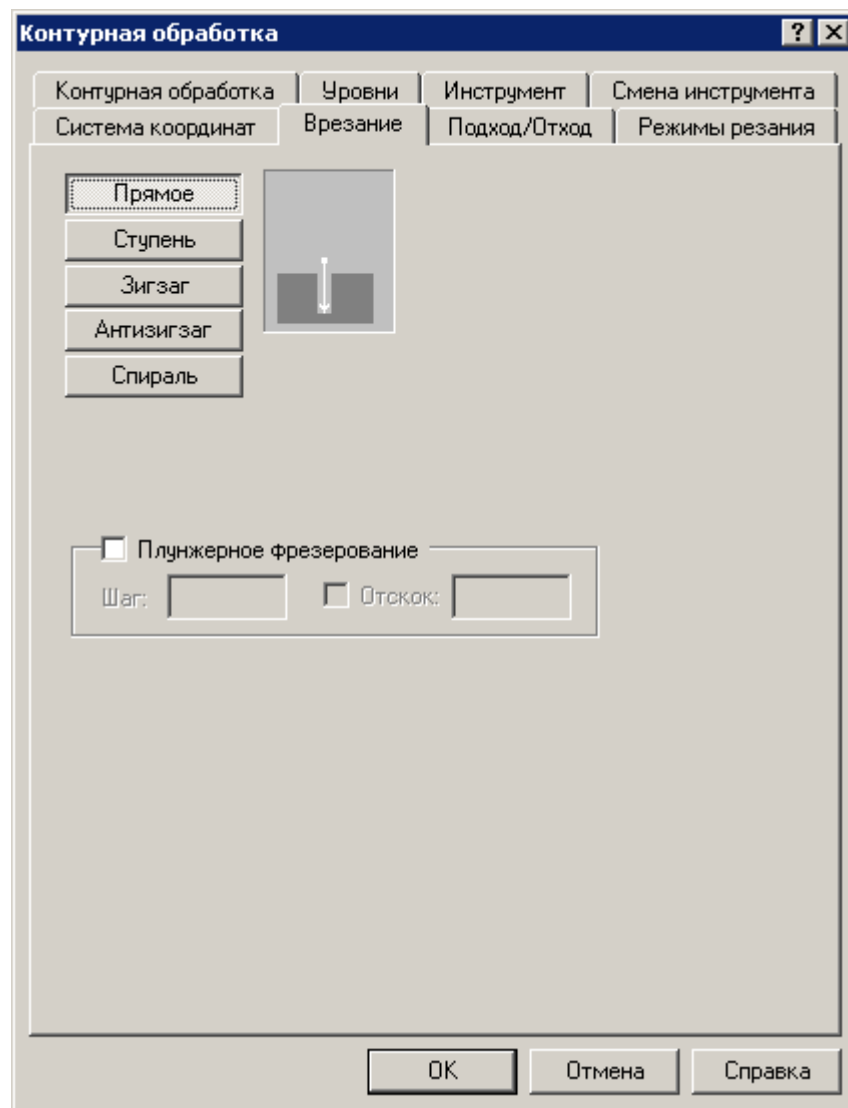 Контурная обработка
Контурная обработка Уровни Инструмент Смена инструмента
Система координат Врезание Подход/Отход Режимы резания
Прямое
Ступень
Зигзаг
Антизигзаг
Спираль
Плунжерное фрезерование
Шаг: Отскок:
OK Отмена Справка